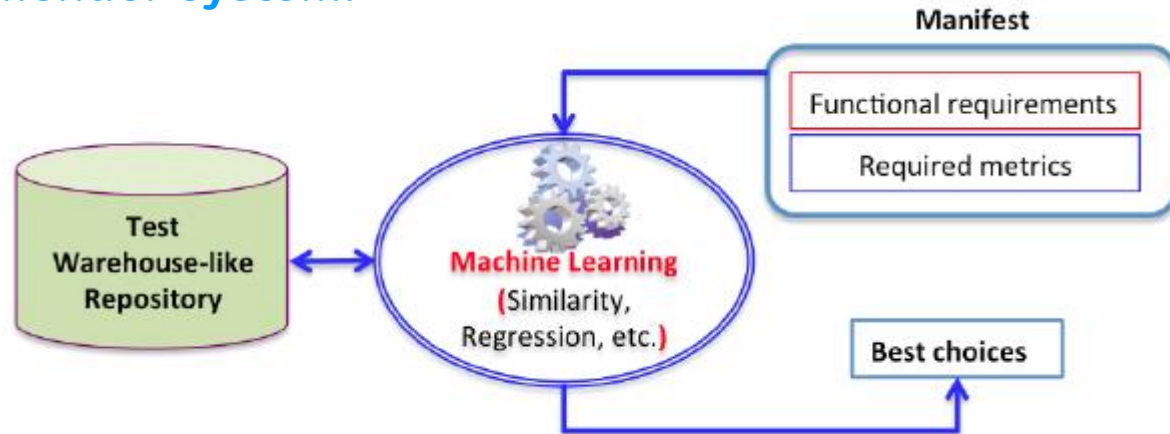 Manifest
Functional requirements
Required metrics
Test
Warehouse-like
Repository
Machine Learning
(Similarity,
Regression, etc.)
Best choices